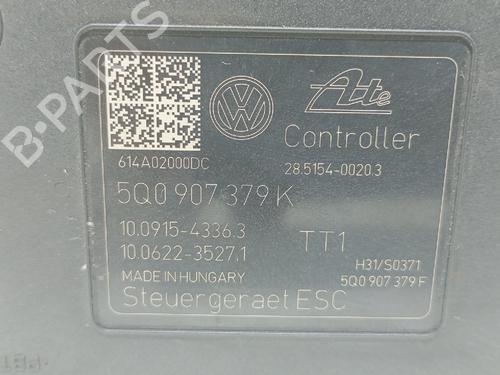 B-PARTS
Ate
Controller
614A02000DC
28.5154-0020.3
5Q0 907 379 K
10.0915-4336.3
10.0622-3527.1
TT1
H31/S0371
MADE IN HUNGARY
5Q0 907 379 F
Steuergeraet ESC